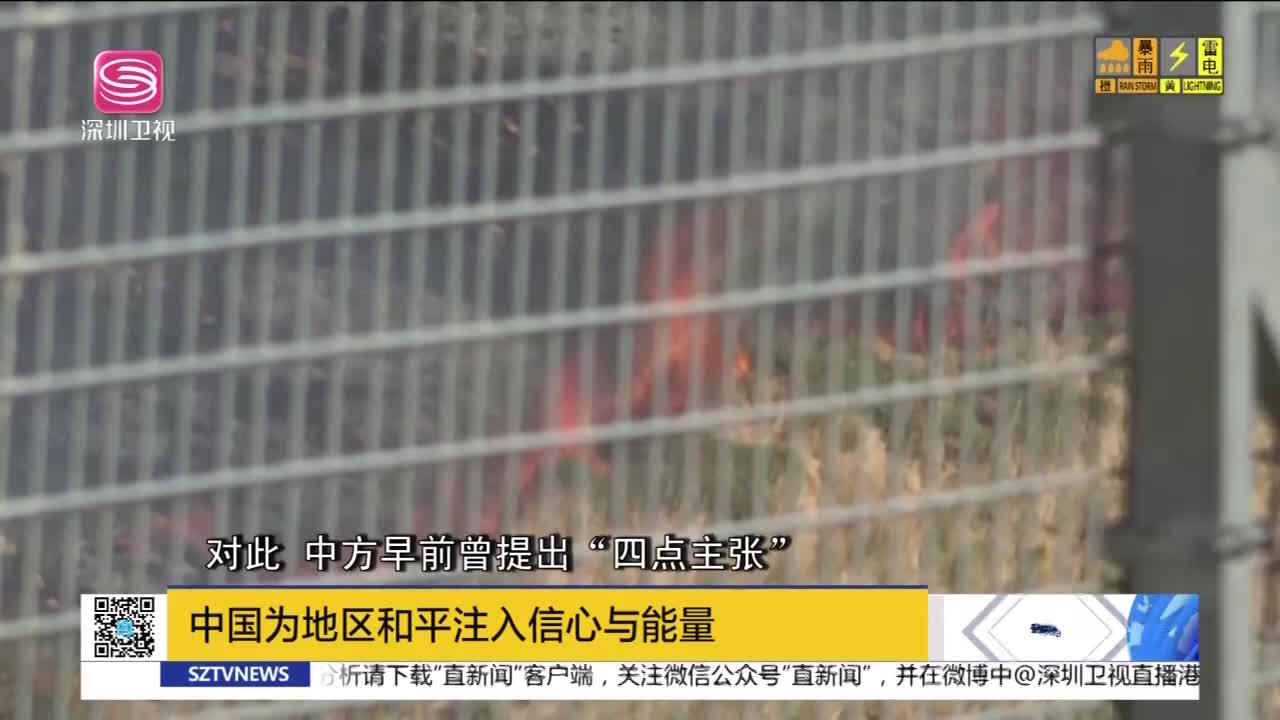 深圳卫视
暴雨
雷电
橙 RAIN STORM 黄 LIGHTNING
对此 中方早前曾提出“四点主张”
中国为地区和平注入信心与能量
SZTVNEWS
分析请下载"直新闻"客户端，关注微信公众号"直新闻"，并在微博中@深圳卫视直播港